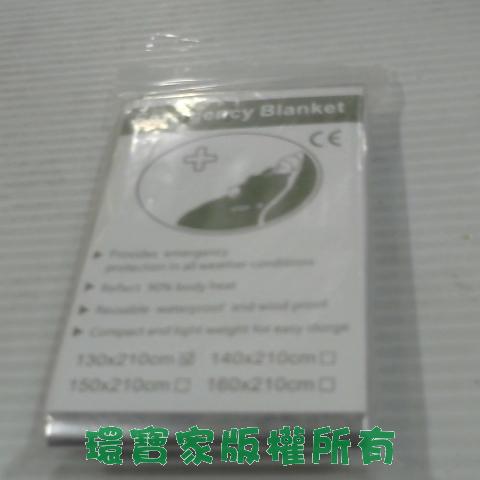 Emergency Blanket
CE
Provides emergency
protection in all weather conditions
Reflect 90% body heat
Reusable waterproof and wind proof
Compact and light weight for easy storge
130x210cm ☑ 140x210cm ☐
150x210cm ☐ 160x210cm ☐
環寶家版權所有